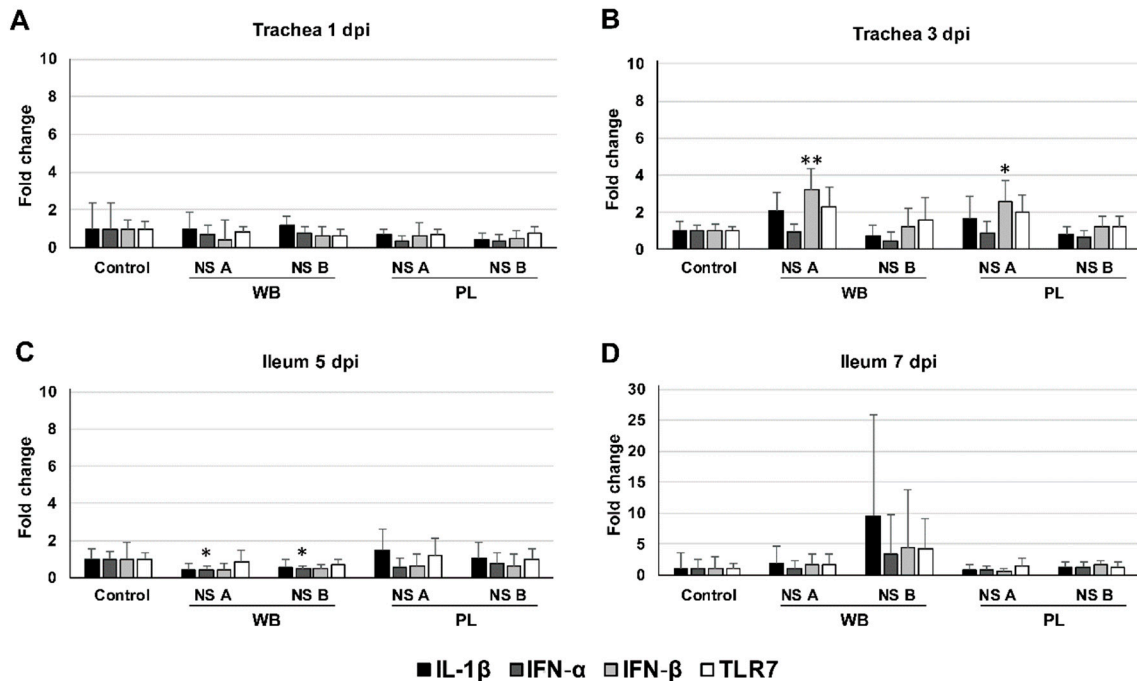 A
Trachea 1 dpi
10
8
6
4
2
0
Fold change
Control
NS A
NS B
NS A
NS B
WB
PL
B
Trachea 3 dpi
10
8
6
4
2
0
Fold change
**
*
Control
NS A
NS B
NS A
NS B
WB
PL
C
Ileum 5 dpi
10
8
6
4
2
0
Fold change
*
*
Control
NS A
NS B
NS A
NS B
WB
PL
D
Ileum 7 dpi
30
25
20
15
10
5
0
Fold change
Control
NS A
NS B
NS A
NS B
WB
PL
IL-1β IFN-α IFN-β TLR7